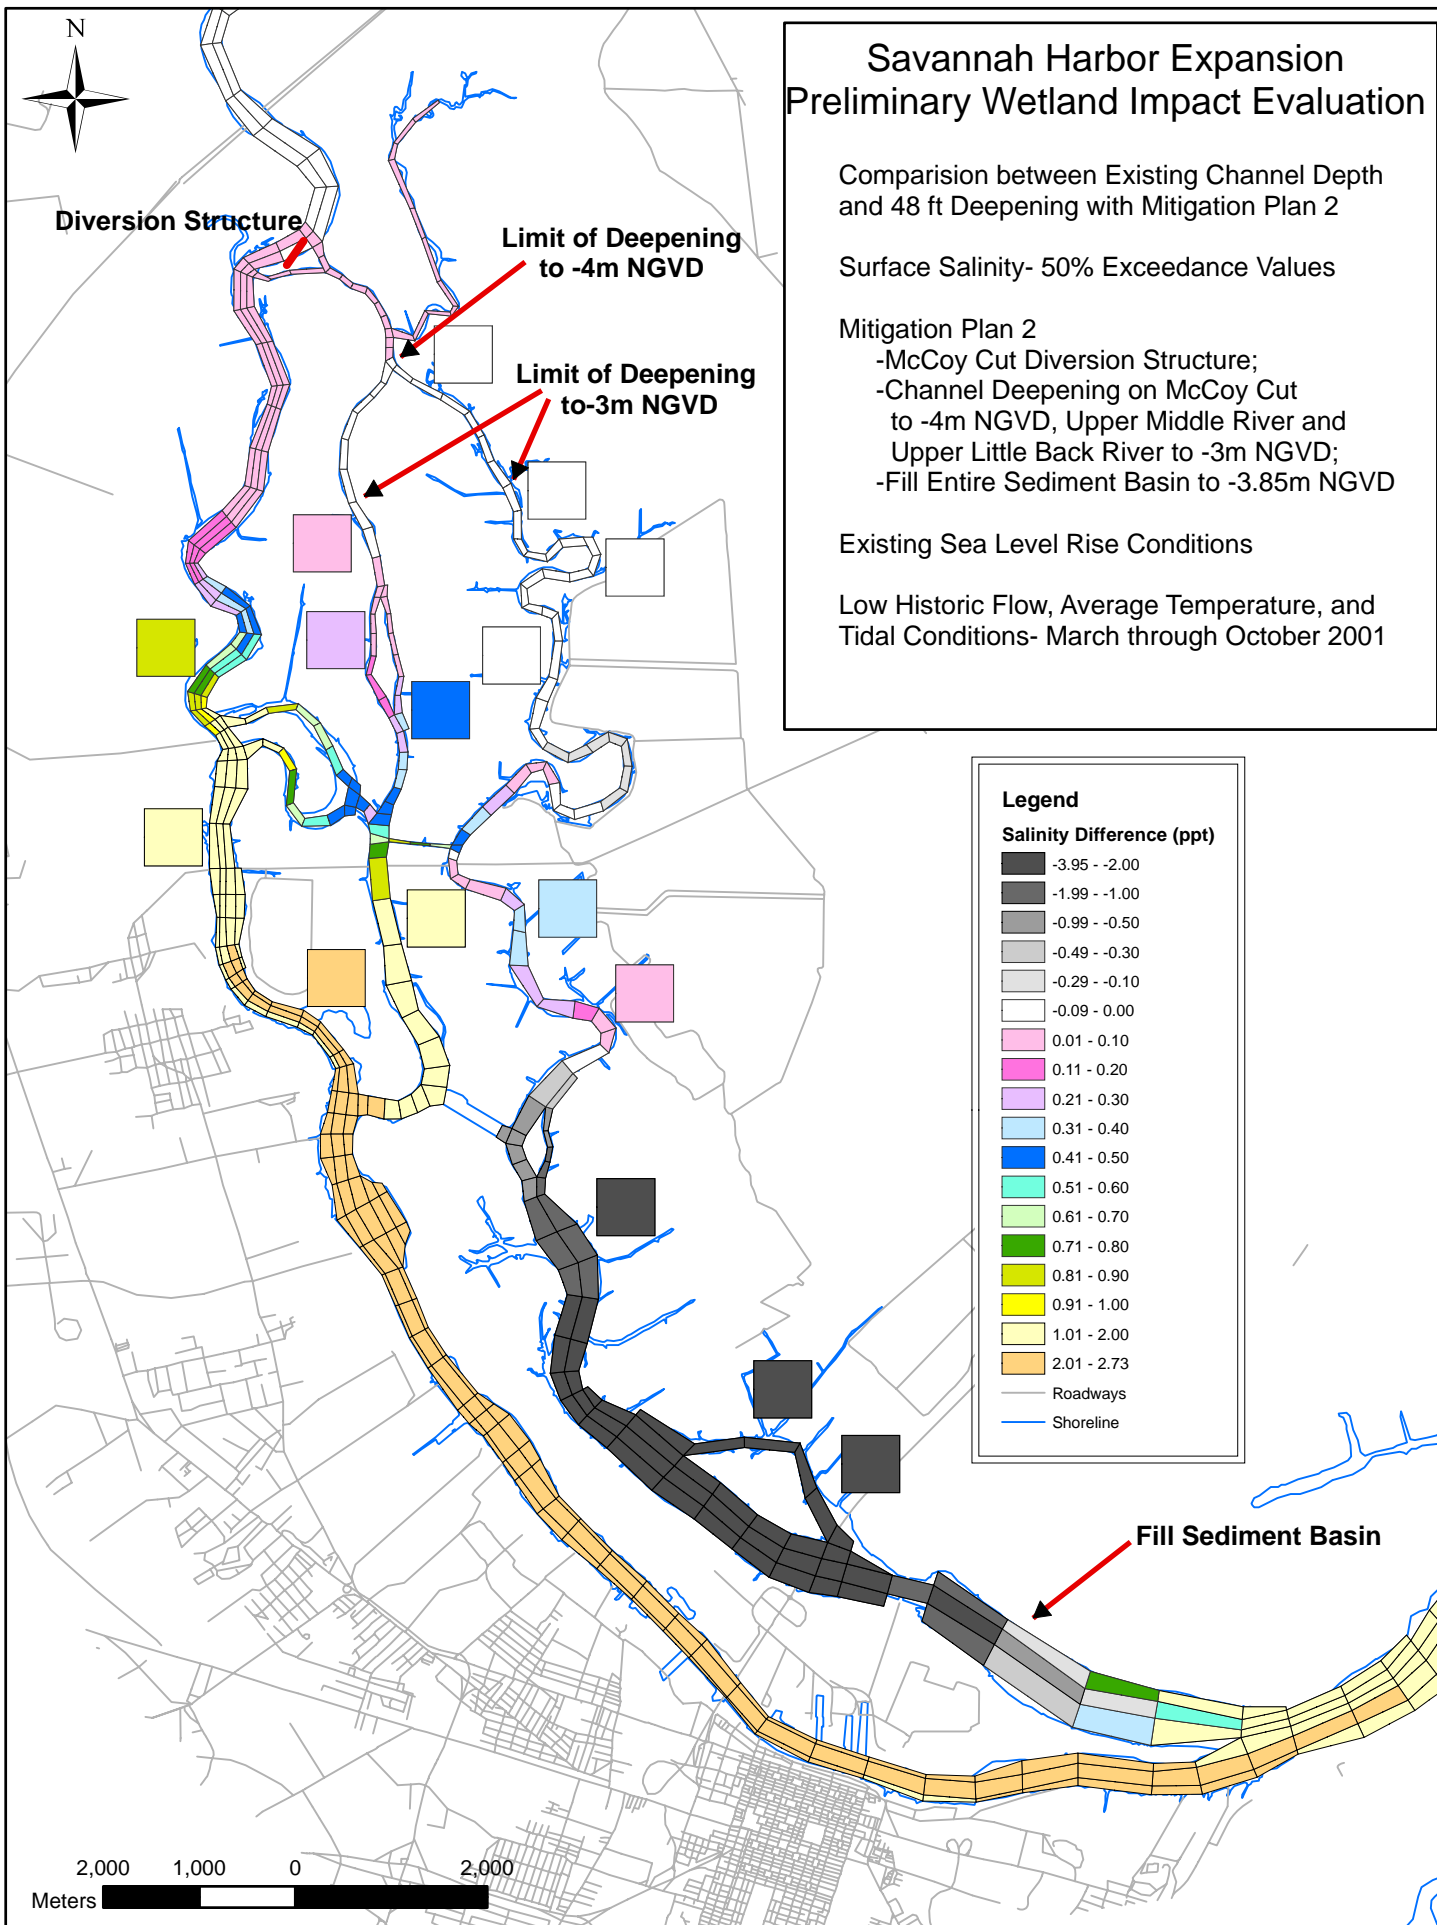 N
Savannah Harbor Expansion
Preliminary Wetland Impact Evaluation
Comparision between Existing Channel Depth
and 48 ft Deepening with Mitigation Plan 2
Surface Salinity- 50% Exceedance Values
Mitigation Plan 2
-McCoy Cut Diversion Structure;
-Channel Deepening on McCoy Cut
to -4m NGVD, Upper Middle River and
Upper Little Back River to -3m NGVD;
-Fill Entire Sediment Basin to -3.85m NGVD
Existing Sea Level Rise Conditions
Low Historic Flow, Average Temperature, and
Tidal Conditions- March through October 2001
Diversion Structure
Limit of Deepening
to -4m NGVD
Limit of Deepening
to-3m NGVD
Legend
Salinity Difference (ppt)
-3.95 - -2.00
-1.99 - -1.00
-0.99 - -0.50
-0.49 - -0.30
-0.29 - -0.10
-0.09 - 0.00
0.01 - 0.10
0.11 - 0.20
0.21 - 0.30
0.31 - 0.40
0.41 - 0.50
0.51 - 0.60
0.61 - 0.70
0.71 - 0.80
0.81 - 0.90
0.91 - 1.00
1.01 - 2.00
2.01 - 2.73
Roadways
Shoreline
Fill Sediment Basin
2,000 1,000 0 2,000
Meters